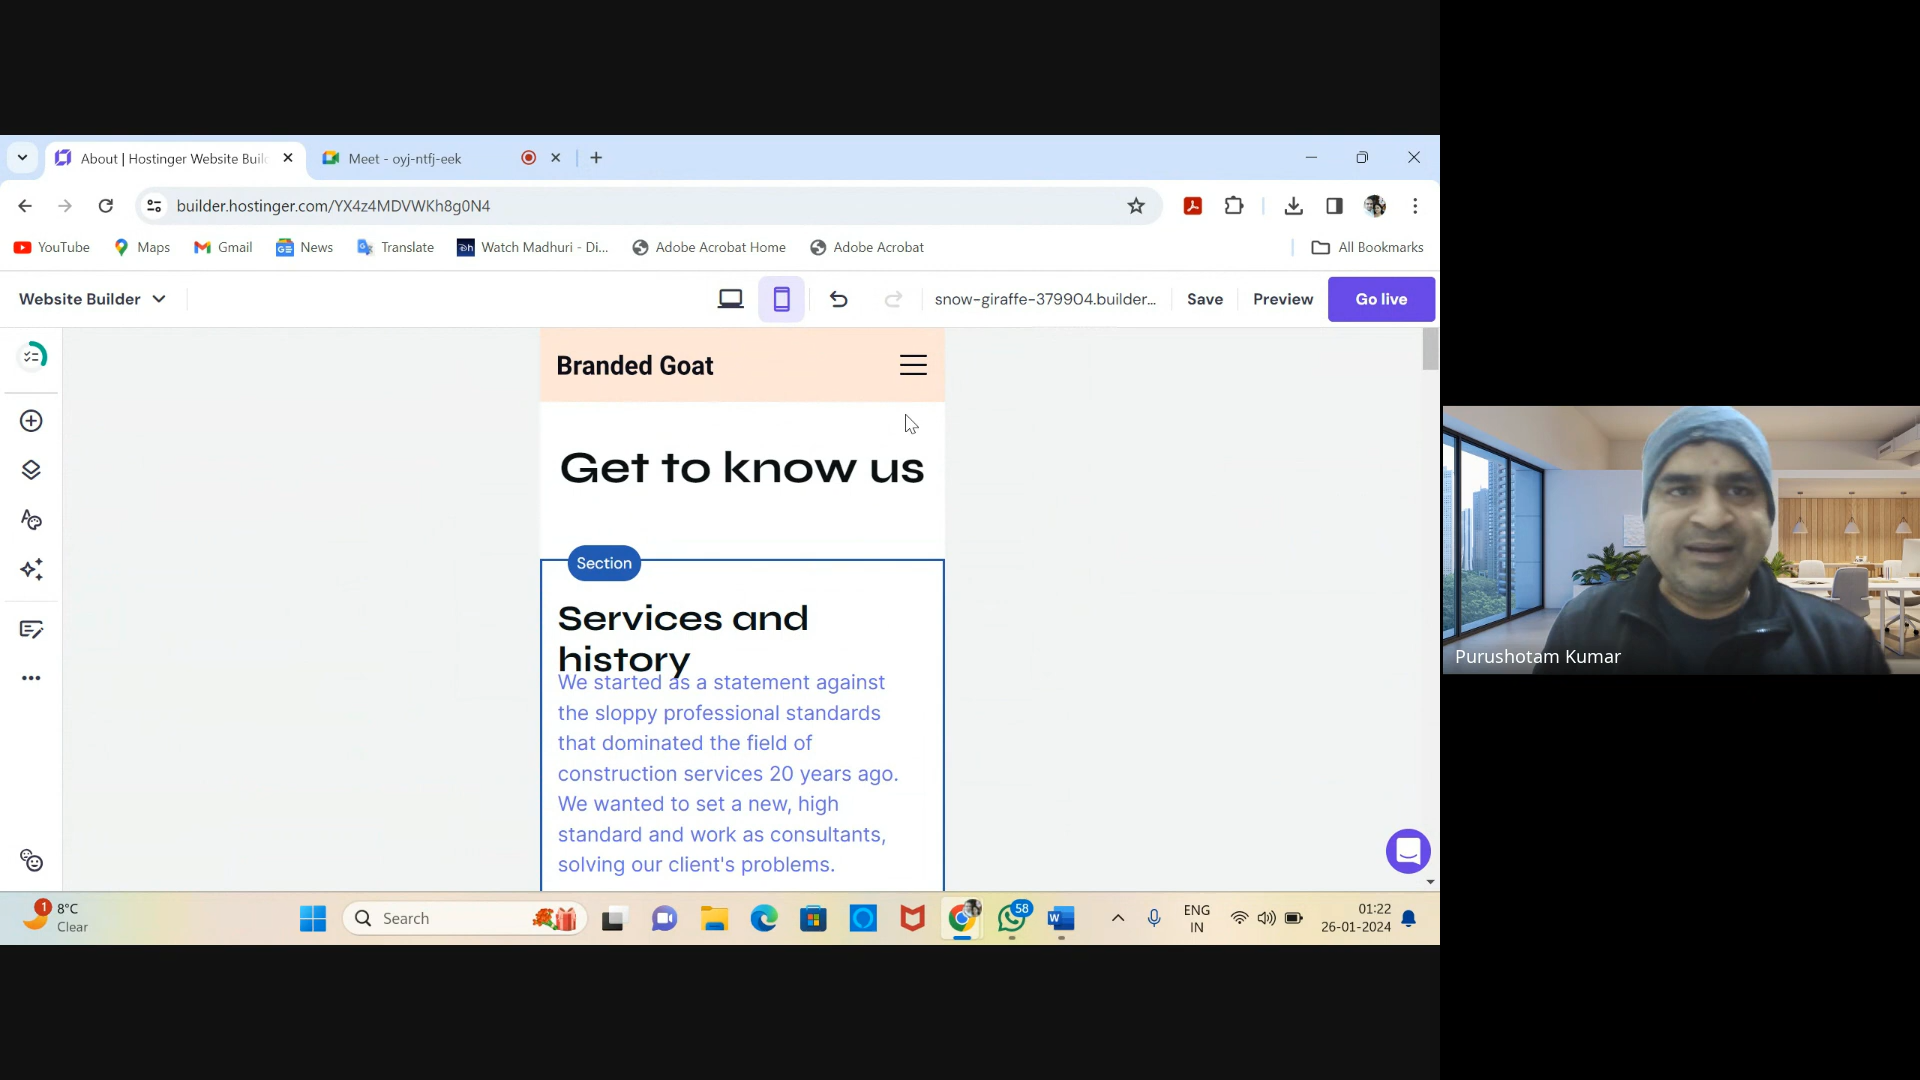 About | Hostinger Website Buil
Meet - oyj-ntfj-eek
builder.hostinger.com/YX4z4MDVWKh8g0N4
YouTube
Maps
Gmail
News
Translate
Watch Madhuri - Di...
Adobe Acrobat Home
Adobe Acrobat
All Bookmarks
Website Builder
snow-giraffe-379904.builder...
Save
Preview
Go live
Branded Goat
Get to know us
Section
Services and
history
We started as a statement against
the sloppy professional standards
that dominated the field of
construction services 20 years ago.
We wanted to set a new, high
standard and work as consultants,
solving our client's problems.
Purushotam Kumar
1
8°C
Clear
Search
58
ENG
IN
01:22
26-01-2024